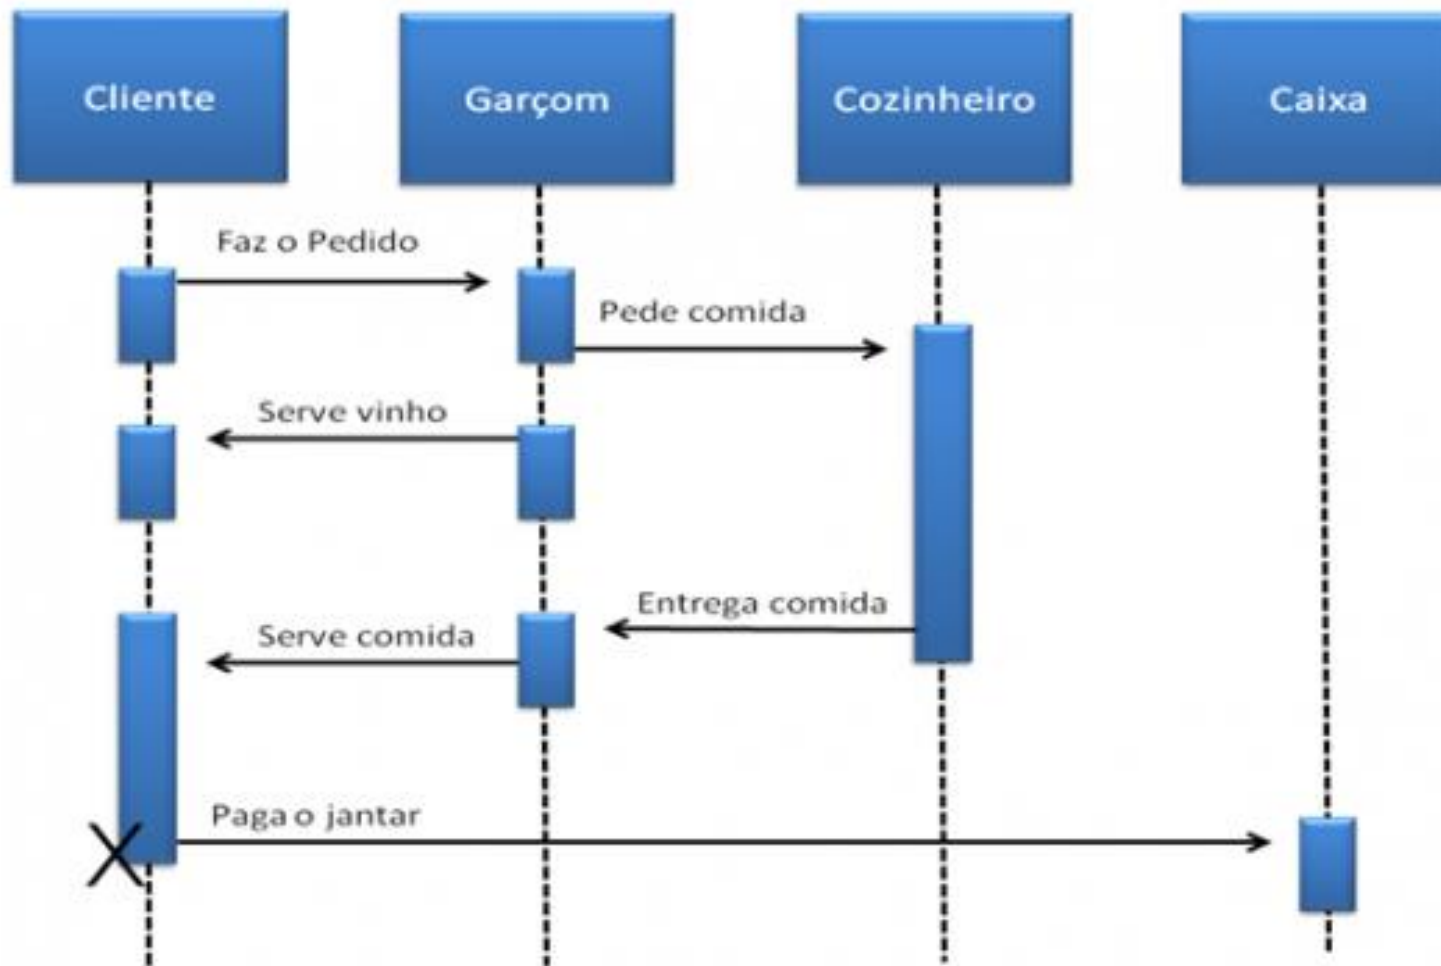 Cliente
Garçom
Cozinheiro
Caixa
Faz o Pedido
Pede comida
Serve vinho
Entrega comida
Serve comida
Paga o jantar
X